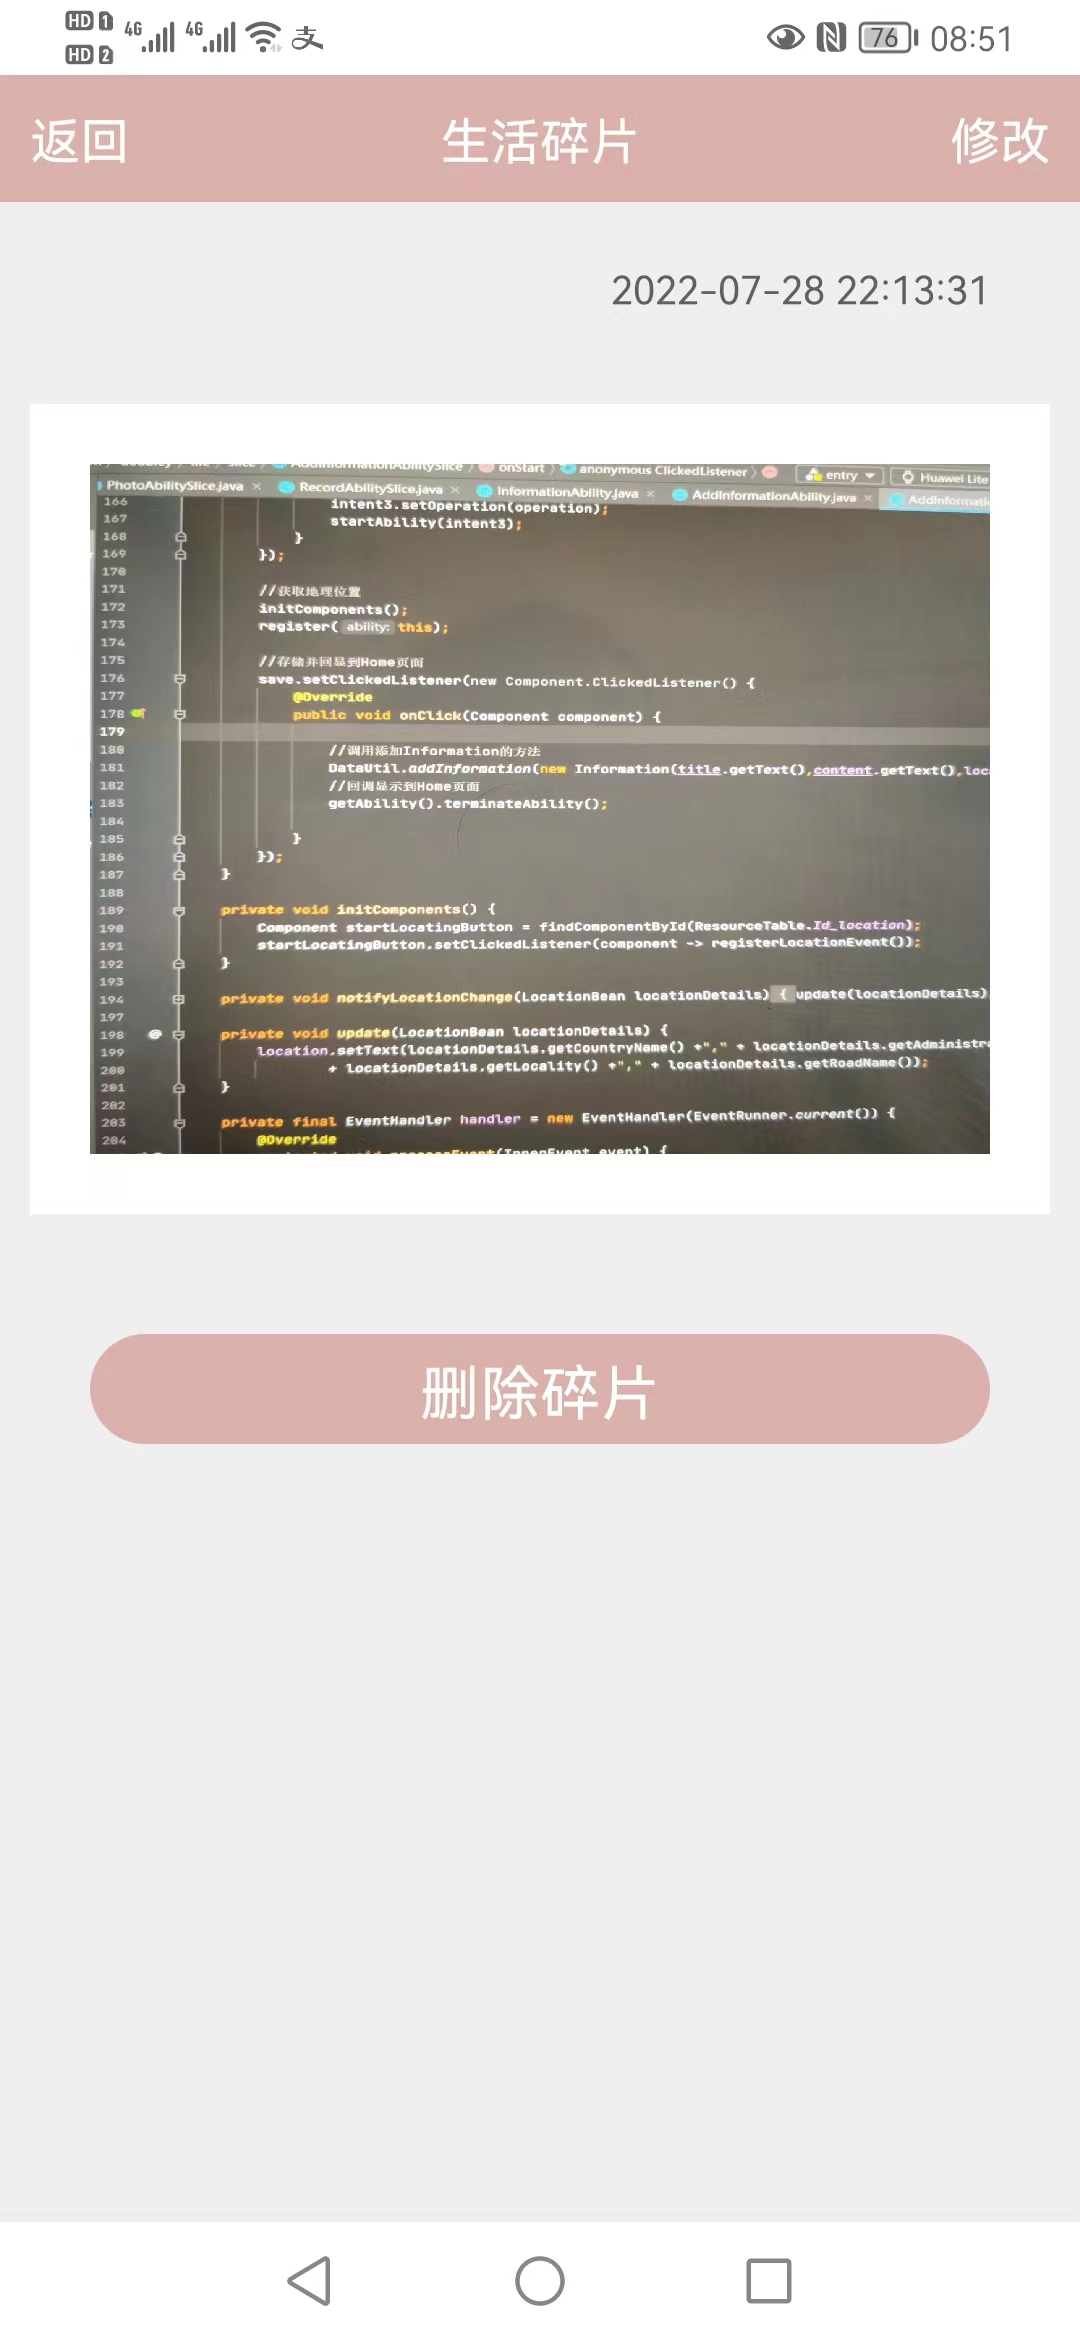 HD 1 4G 4G 支
HD 2
76 08:51
返回 生活碎片 修改
2022-07-28 22:13:31
AddInformationAbilitySlice onStart anonymous ClickedListener entry Huawei Lite
PhotoAbilitySlice.java RecordAbilitySlice.java InformationAbility.java AddInformationAbility.java
166 intent3.setOperation(operation);
167 startAbility(intent3);
168 }
169 });
170
171 //获取地理位置
172 initComponents();
173 register( ability: this);
174
175 //存储并回显到Home页面
176 save.setClickedListener(new Component.ClickedListener() {
177 @Override
178 public void onClick(Component component) {
179
180 //调用添加Information的方法
181 DataUtil.addInformation(new Information(title.getText(),content.getText(),
182 //回调显示到Home页面
183 getAbility().terminateAbility();
184
185 }
186 });
187 }
188
189 private void initComponents() {
190 Component startLocatingButton = findComponentById(ResourceTable.Id_location);
191 startLocatingButton.setClickedListener(component -> registerLocationEvent());
192 }
193
194 private void notifyLocationChange(LocationBean locationDetails) { update(locationDetails)
197
198 private void update(LocationBean locationDetails) {
199 location.setText(locationDetails.getCountryName() +"," + locationDetails.getAdministra
200 + locationDetails.getLocality() +"," + locationDetails.getRoadName());
201 }
202
203 private final EventHandler handler = new EventHandler(EventRunner.current()) {
204 @Override
删除碎片